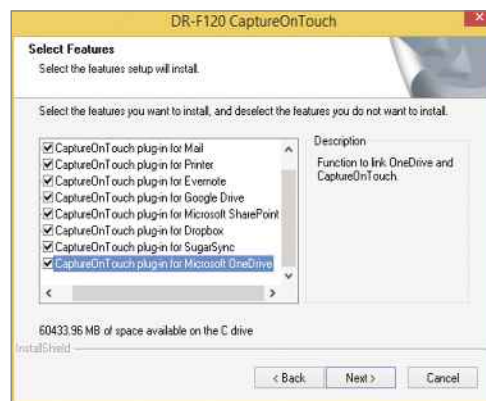 DR-F120 CaptureOnTouch
Select Features
Select the features setup will install.
Select the features you want to install, and deselect the features you do not want to install.
CaptureOnTouch plug-in for Mail
CaptureOnTouch plug-in for Printer
CaptureOnTouch plug-in for Evernote
CaptureOnTouch plug-in for Google Drive
CaptureOnTouch plug-in for Microsoft SharePoint
CaptureOnTouch plug-in for Dropbox
CaptureOnTouch plug-in for SugarSync
CaptureOnTouch plug-in for Microsoft OneDrive
Description
Function to link OneDrive and
CaptureOnTouch.
60433.96 MB of space available on the C drive
InstallShield
< Back
Next >
Cancel